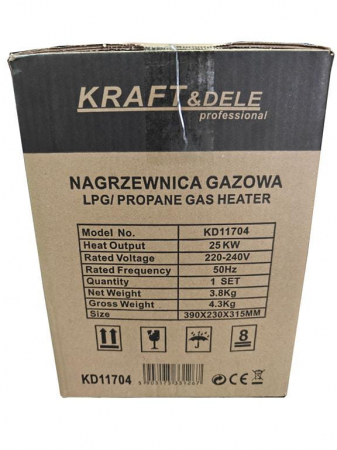 KRAFT&DELE
professional
NAGRZEWNICA GAZOWA
LPG/ PROPANE GAS HEATER
Model No. KD11704
Heat Output 25 KW
Rated Voltage 220-240V
Rated Frequency 50Hz
Quantity 1 SET
Net Weight 3.8Kg
Gross Weight 4.3Kg
Size 390X230X315MM
8
KD11704
CE